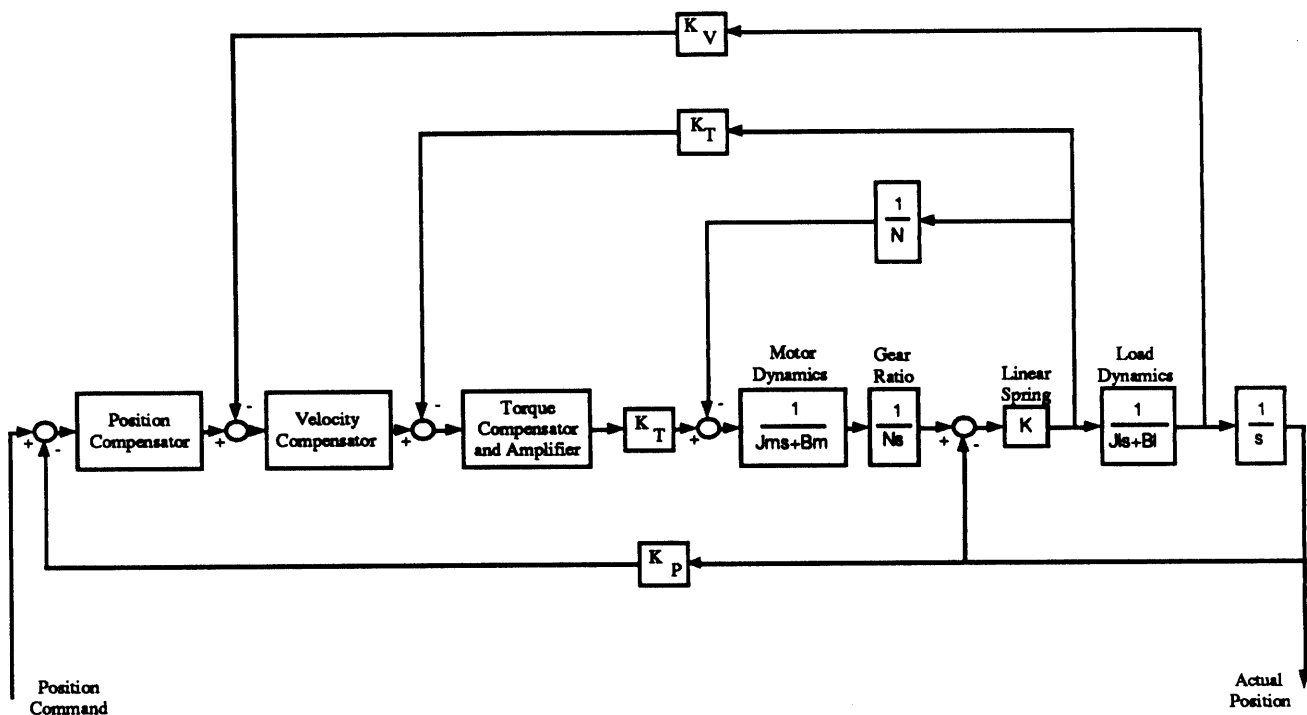 K V
K T
1
N
Motor
Dynamics
Gear
Ratio
Linear
Spring
Load
Dynamics
Position
Compensator
Velocity
Compensator
Torque
Compensator
and Amplifier
K T
1
Jms+Bm
1
Ns
K
1
Jls+Bl
1
s
+
-
+
-
+
-
+
-
+
-
K P
Position
Command
Actual
Position